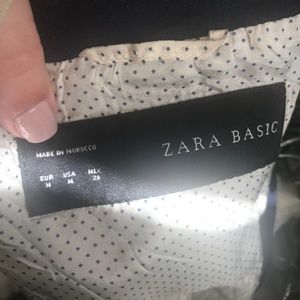 ZARA BASIC
MADE IN MOROCCO
EUR USA MEX
M M 28